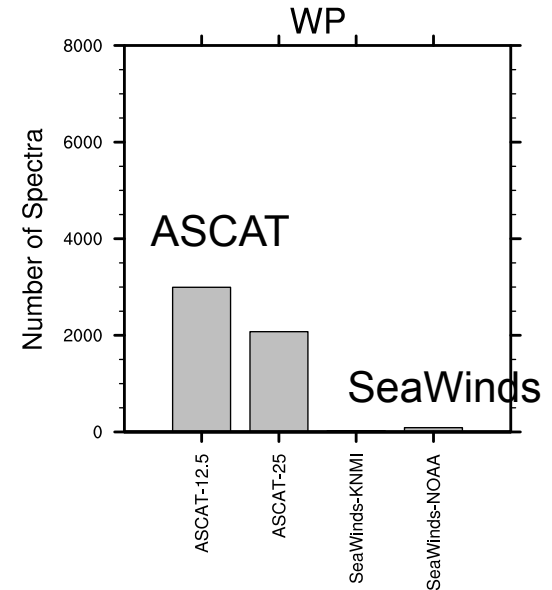 WP
Number of Spectra
8000
6000
4000
2000
0
ASCAT
SeaWinds
ASCAT-12.5
ASCAT-25
SeaWinds-KNMI
SeaWinds-NOAA